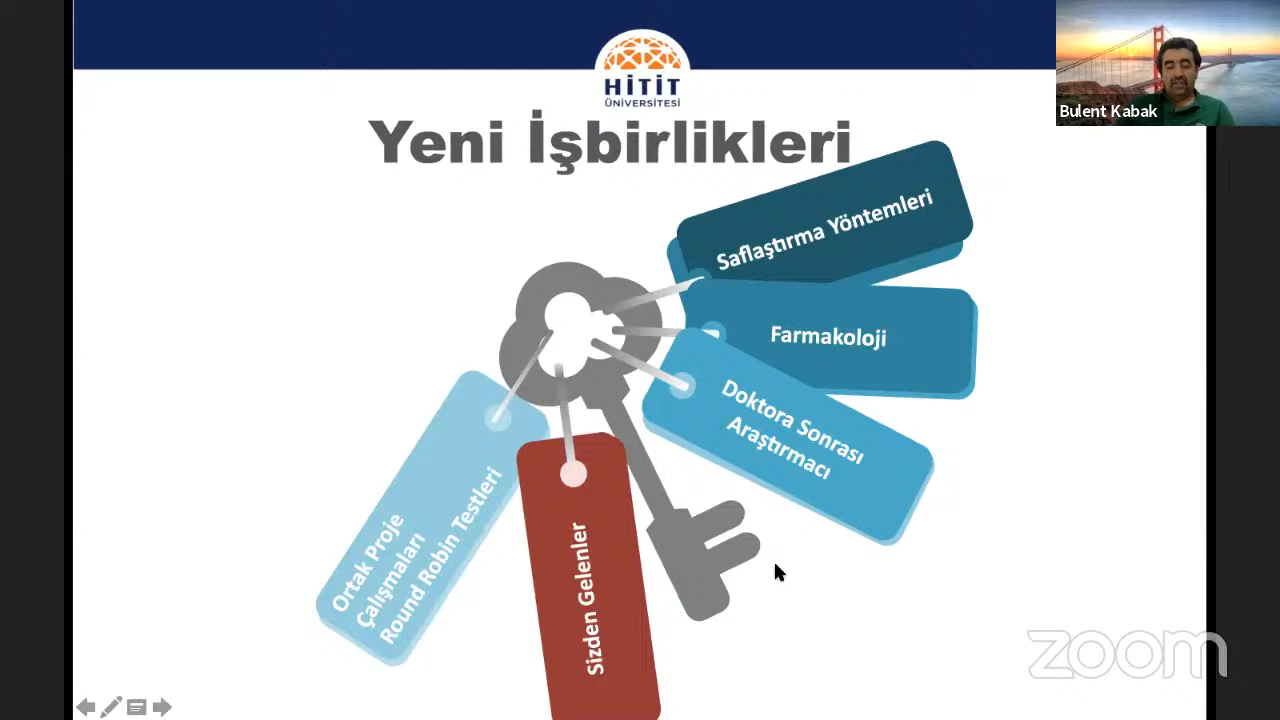 HİTİT
ÜNİVERSİTESİ
Bulent Kabak
Yeni İşbirlikleri
Saflaştırma Yöntemleri
Farmakoloji
Doktora Sonrası
Araştırmacı
Sizden Gelenler
Ortak Proje
Çalışmaları
Round Robin Testleri
zoom